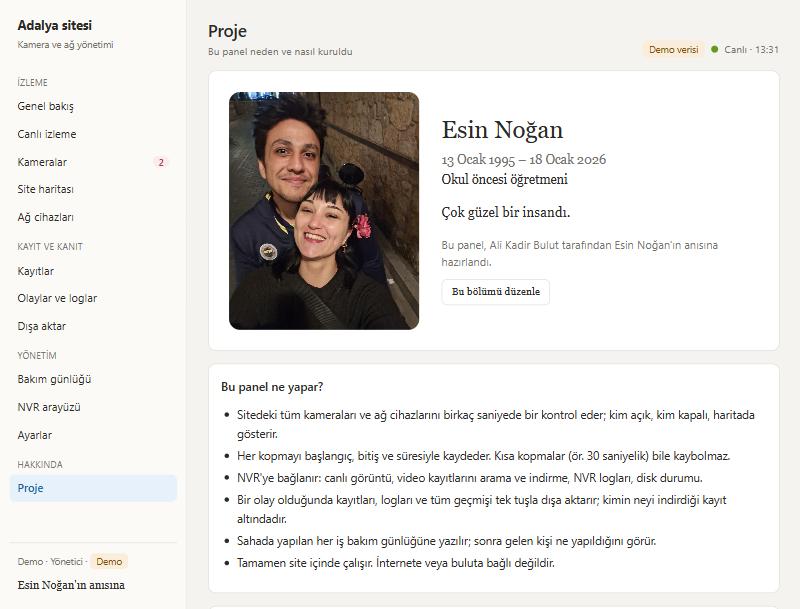 Adalya sitesi
Kamera ve ağ yönetimi
İZLEME
Genel bakış
Canlı izleme
Kameralar 2
Site haritası
Ağ cihazları
KAYIT VE KANIT
Kayıtlar
Olaylar ve loglar
Dışa aktar
YÖNETİM
Bakım günlüğü
NVR arayüzü
Ayarlar
HAKKINDA
Proje
Demo · Yönetici · Demo
Esin Noğan'ın anısına
Proje
Bu panel neden ve nasıl kuruldu
Demo verisi Canlı · 13:31
Esin Noğan
13 Ocak 1995 – 18 Ocak 2026
Okul öncesi öğretmeni
Çok güzel bir insandı.
Bu panel, Ali Kadir Bulut tarafından Esin Noğan'ın anısına
hazırlandı.
Bu bölümü düzenle
Bu panel ne yapar?
Sitedeki tüm kameraları ve ağ cihazlarını birkaç saniyede bir kontrol eder; kim açık, kim kapalı, haritada
gösterir.
Her kopmayı başlangıç, bitiş ve süresiyle kaydeder. Kısa kopmalar (ör. 30 saniyelik) bile kaybolmaz.
NVR'ye bağlanır: canlı görüntü, video kayıtlarını arama ve indirme, NVR logları, disk durumu.
Bir olay olduğunda kayıtları, logları ve tüm geçmişi tek tuşla dışa aktarır; kimin neyi indirdiği kayıt
altındadır.
Sahada yapılan her iş bakım günlüğüne yazılır; sonra gelen kişi ne yapıldığını görür.
Tamamen site içinde çalışır. İnternete veya buluta bağlı değildir.